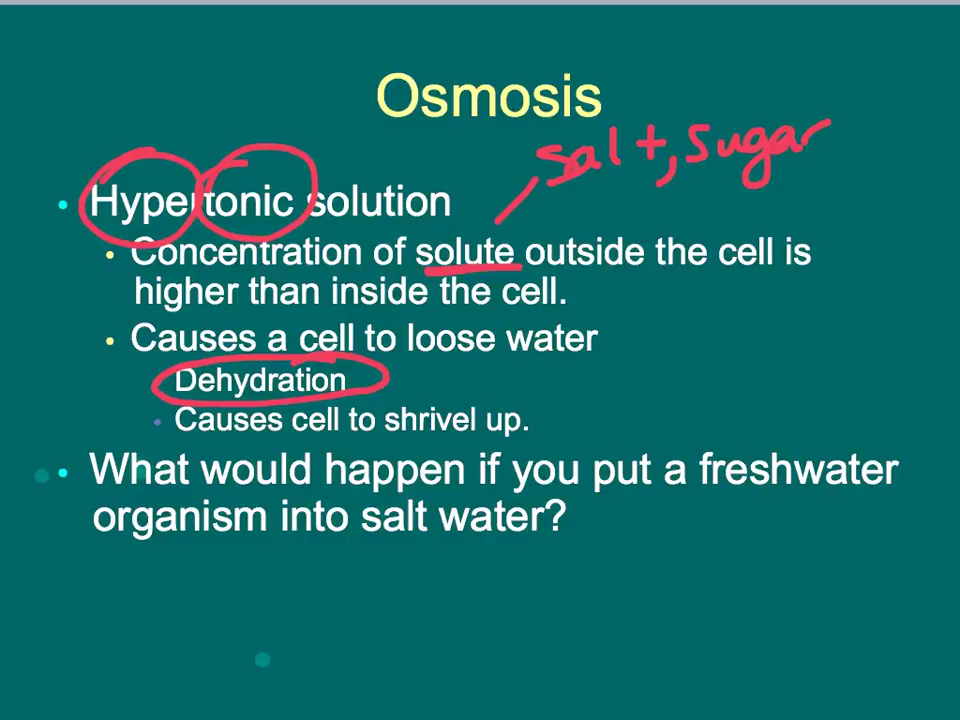 Osmosis
salt, sugar
Hypertonic solution
Concentration of solute outside the cell is
higher than inside the cell.
Causes a cell to loose water
Dehydration
Causes cell to shrivel up.
What would happen if you put a freshwater
organism into salt water?